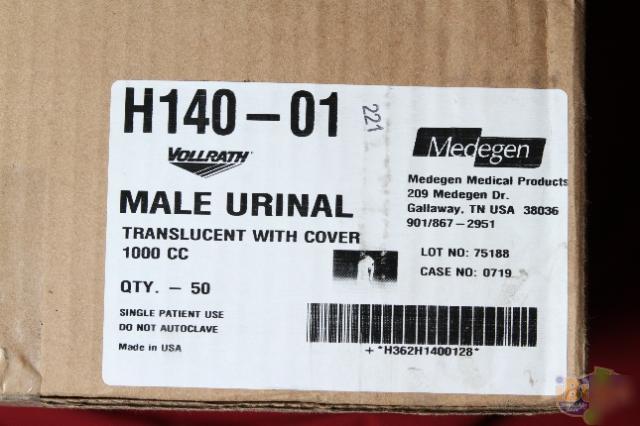 H140-01
221
VOLLRATH
Medegen
Medegen Medical Products
209 Medegen Dr.
Gallaway, TN USA 38036
901/867-2951
MALE URINAL
TRANSLUCENT WITH COVER
1000 CC
LOT NO: 75188
CASE NO: 0719
QTY. - 50
SINGLE PATIENT USE
DO NOT AUTOCLAVE
Made in USA
+ *H362H1400128*